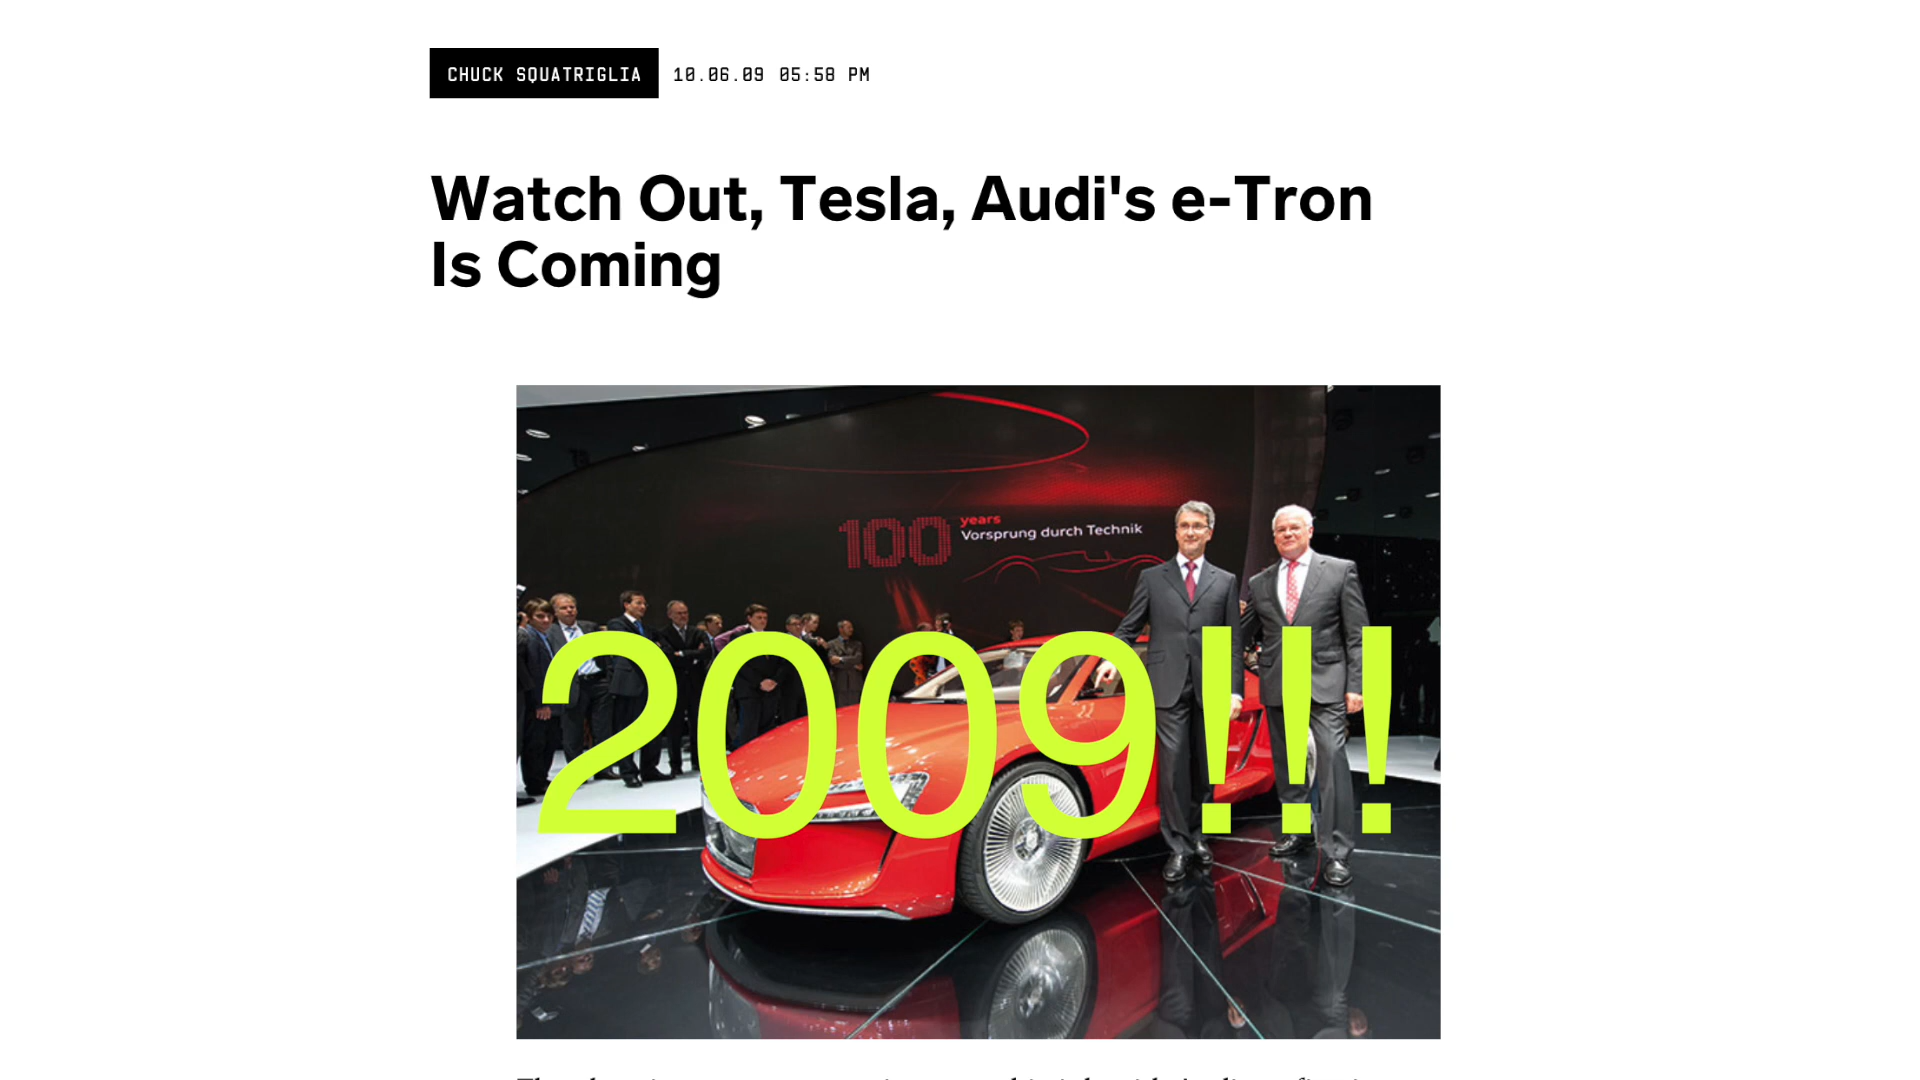 CHUCK SQUATRIGLIA 10.06.09 05:58 PM
Watch Out, Tesla, Audi's e-Tron
Is Coming
100 years
Vorsprung durch Technik
2009!!!